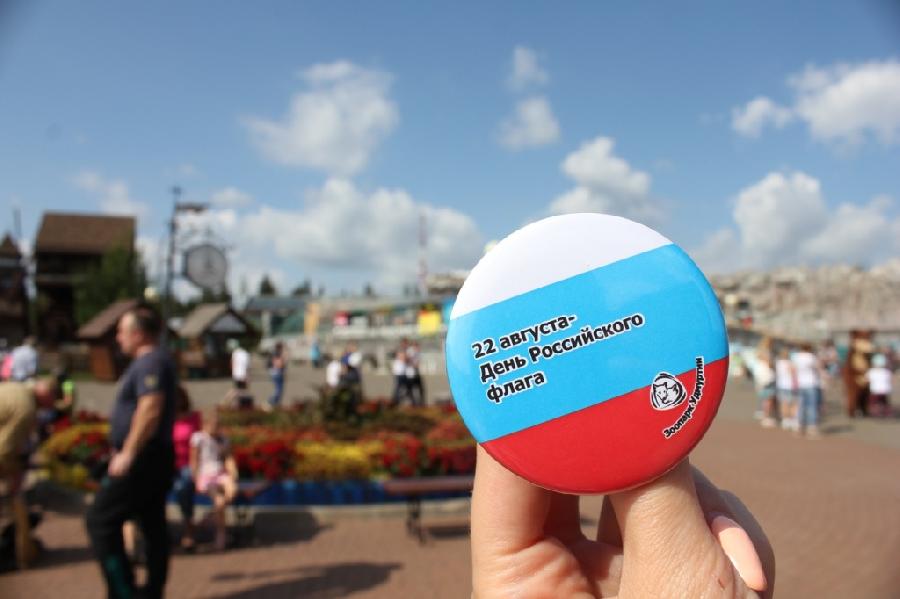 22 августа-
День Российского
флага
Зоопарк Удмуртии